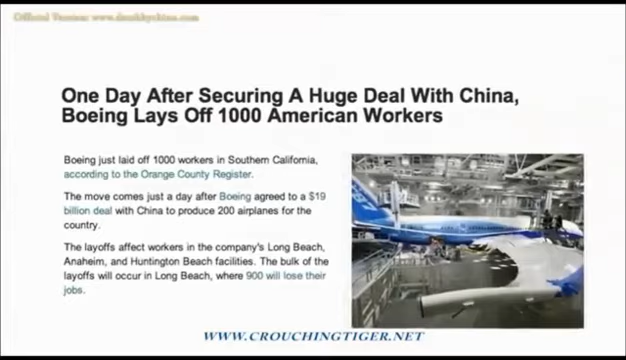 Official Version: www.deathbychina.com
One Day After Securing A Huge Deal With China,
Boeing Lays Off 1000 American Workers
Boeing just laid off 1000 workers in Southern California,
according to the Orange County Register.
The move comes just a day after Boeing agreed to a $19
billion deal with China to produce 200 airplanes for the
country.
The layoffs affect workers in the company's Long Beach,
Anaheim, and Huntington Beach facilities. The bulk of the
layoffs will occur in Long Beach, where 900 will lose their
jobs.
WWW.CROUCHINGTIGER.NET